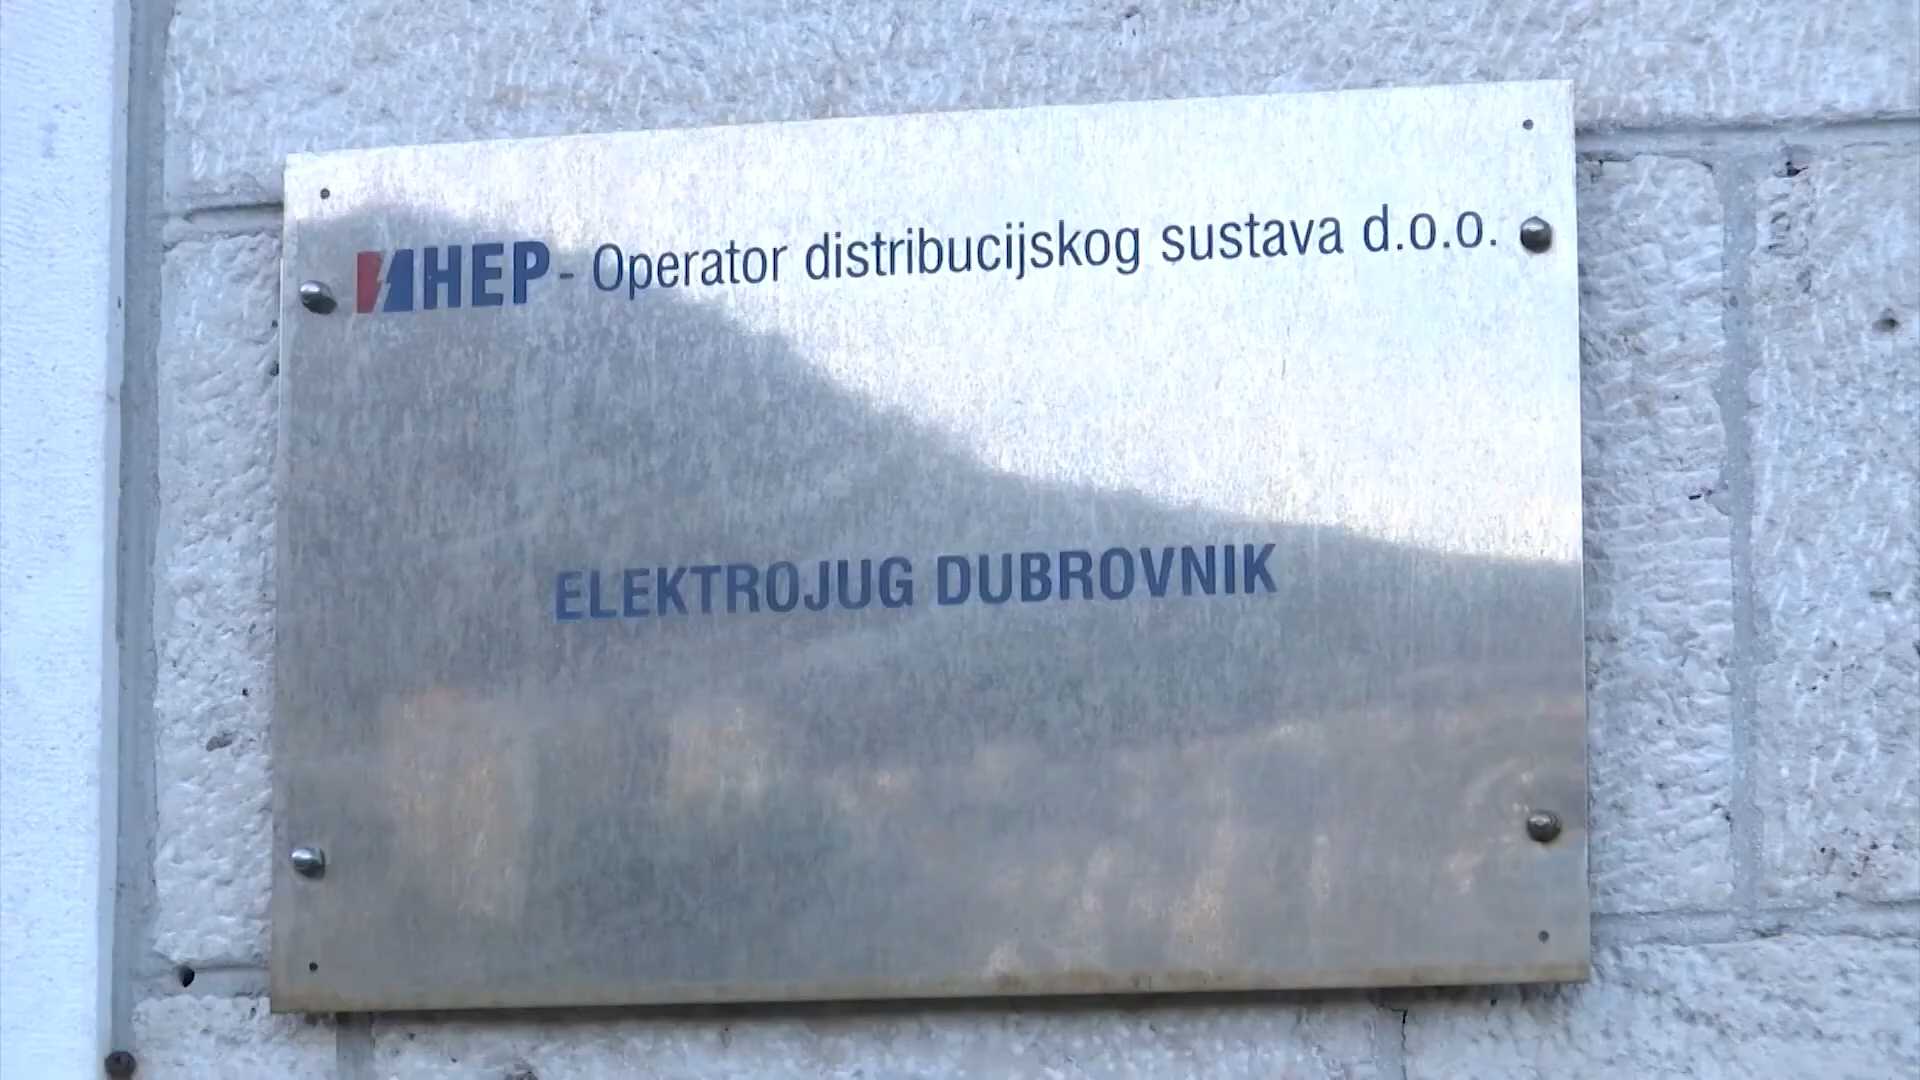 HEP - Operator distribucijskog sustava d.o.o.
ELEKTROJUG DUBROVNIK